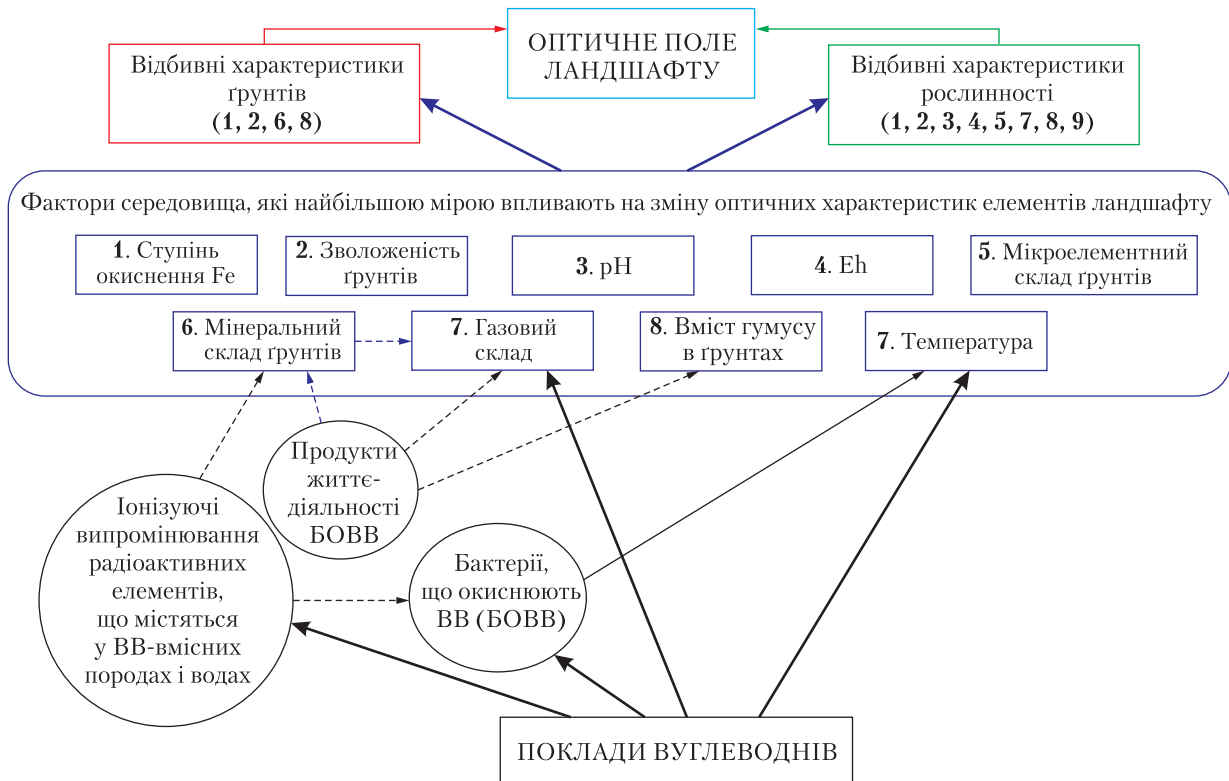 ОПТИЧНЕ ПОЛЕ
ЛАНДШАФТУ
Відбивні характеристики
ґрунтів
(1, 2, 6, 8)
Відбивні характеристики
рослинності
(1, 2, 3, 4, 5, 7, 8, 9)
Фактори середовища, які найбільшою мірою впливають на зміну оптичних характеристик елементів ландшафту
1. Ступінь
окиснення Fe
2. Зволоженість
ґрунтів
3. pH
4. Eh
5. Мікроелементний
склад ґрунтів
6. Мінеральний
склад ґрунтів
7. Газовий
склад
8. Вміст гумусу
в ґрунтах
7. Температура
Продукти
життє-
діяльності
БОВВ
Іонізуючі
випромінювання
радіоактивних
елементів,
що містяться
у ВВ-вмісних
породах і водах
Бактерії,
що окиснюють
ВВ (БОВВ)
ПОКЛАДИ ВУГЛЕВОДНІВ